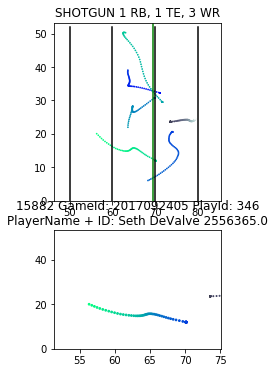 SHOTGUN 1 RB, 1 TE, 3 WR
50
40
30
20
10
0
50 60 70 80
15882 GameId: 2017092405 PlayId: 346
PlayerName + ID: Seth DeValve 2556365.0
40
20
0
55 60 65 70 75